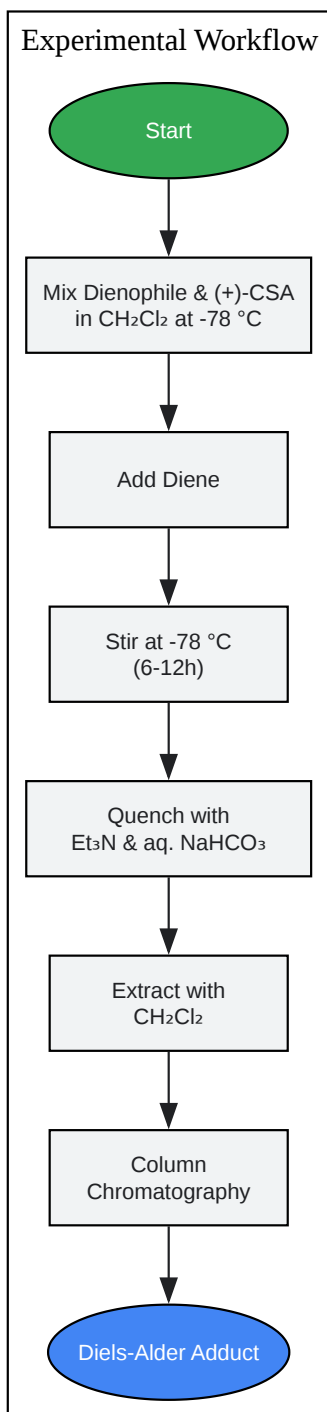 Experimental Workflow
Start
Mix Dienophile & (+)-CSA
in CH₂Cl₂ at -78 °C
Add Diene
Stir at -78 °C
(6-12h)
Quench with
Et₃N & aq. NaHCO₃
Extract with
CH₂Cl₂
Column
Chromatography
Diels-Alder Adduct